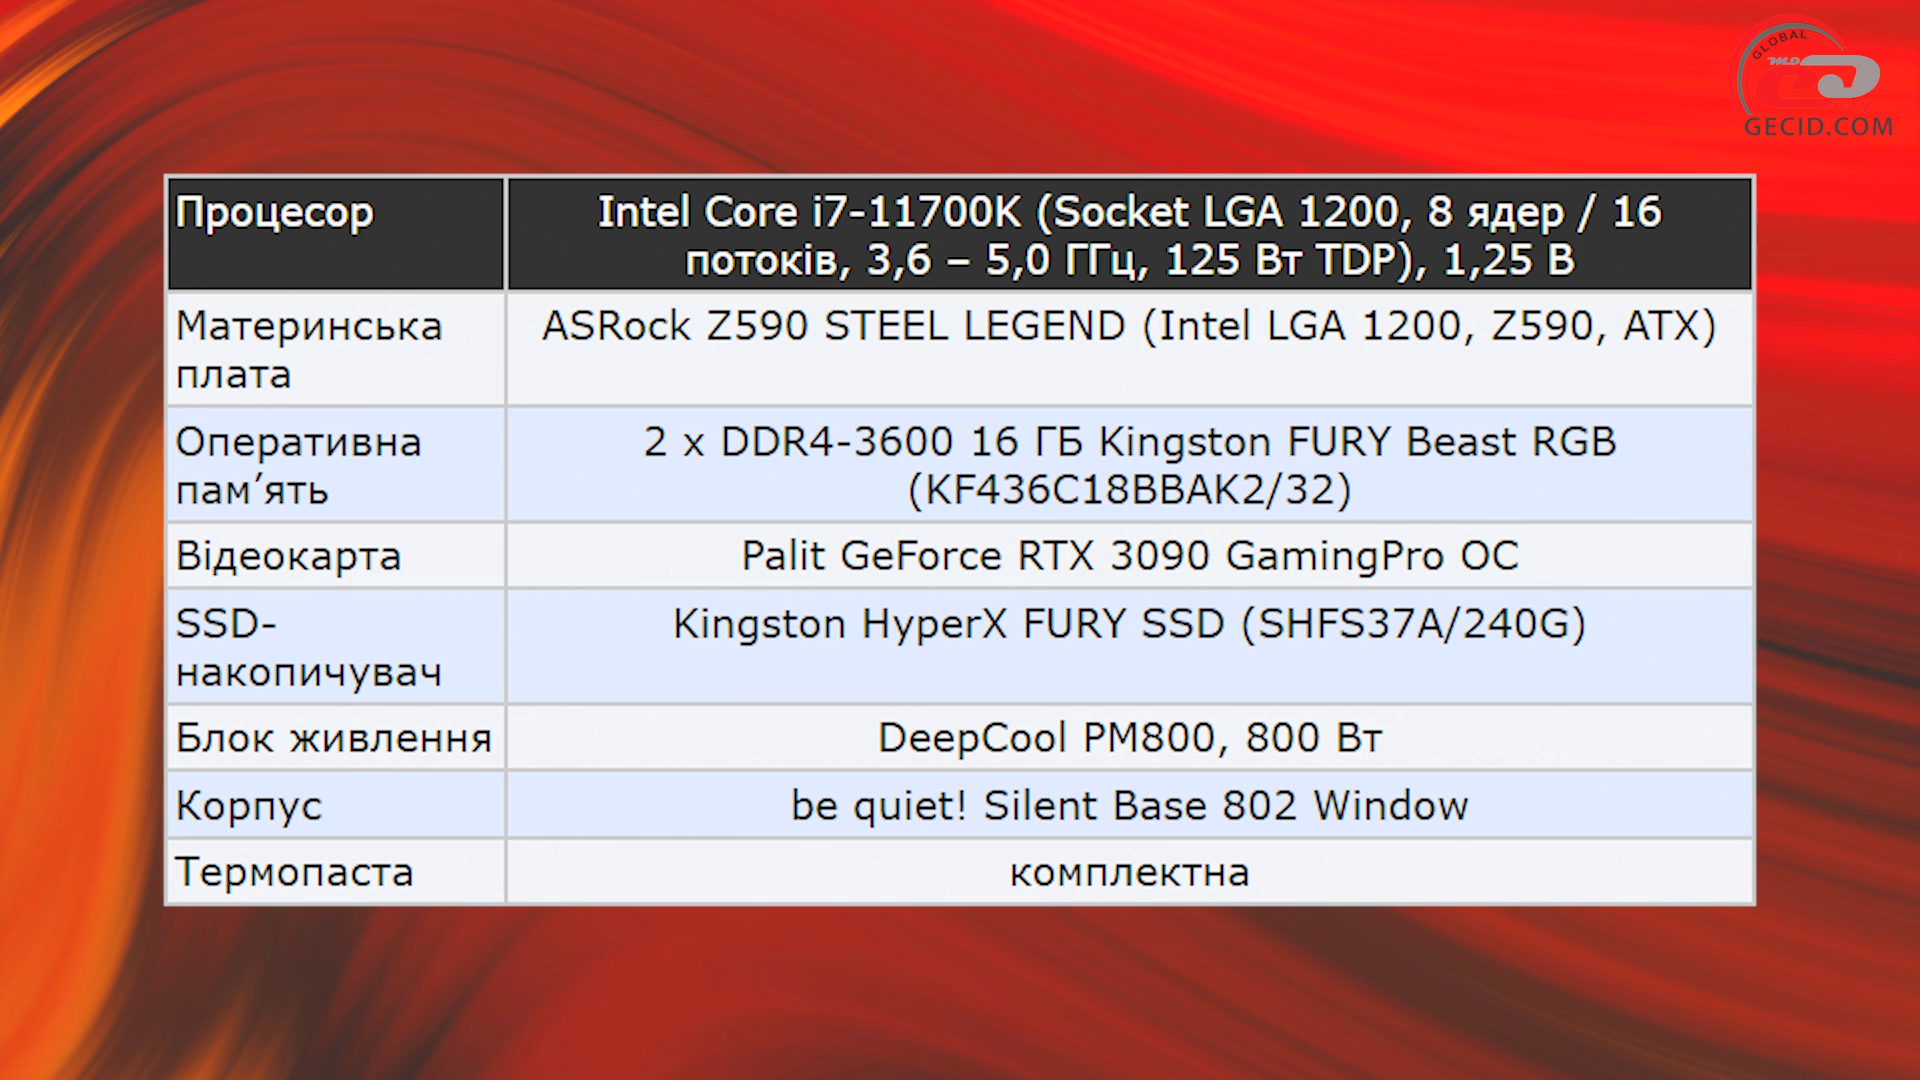 GLOBAL
GECID.COM
Процесор
Intel Core i7-11700K (Socket LGA 1200, 8 ядер / 16
потоків, 3,6 – 5,0 ГГц, 125 Вт TDP), 1,25 В
Материнська
плата
ASRock Z590 STEEL LEGEND (Intel LGA 1200, Z590, ATX)
Оперативна
пам’ять
2 x DDR4-3600 16 ГБ Kingston FURY Beast RGB
(KF436C18BBAK2/32)
Відеокарта
Palit GeForce RTX 3090 GamingPro OC
SSD-
накопичувач
Kingston HyperX FURY SSD (SHFS37A/240G)
Блок живлення
DeepCool PM800, 800 Вт
Корпус
be quiet! Silent Base 802 Window
Термопаста
комплектна